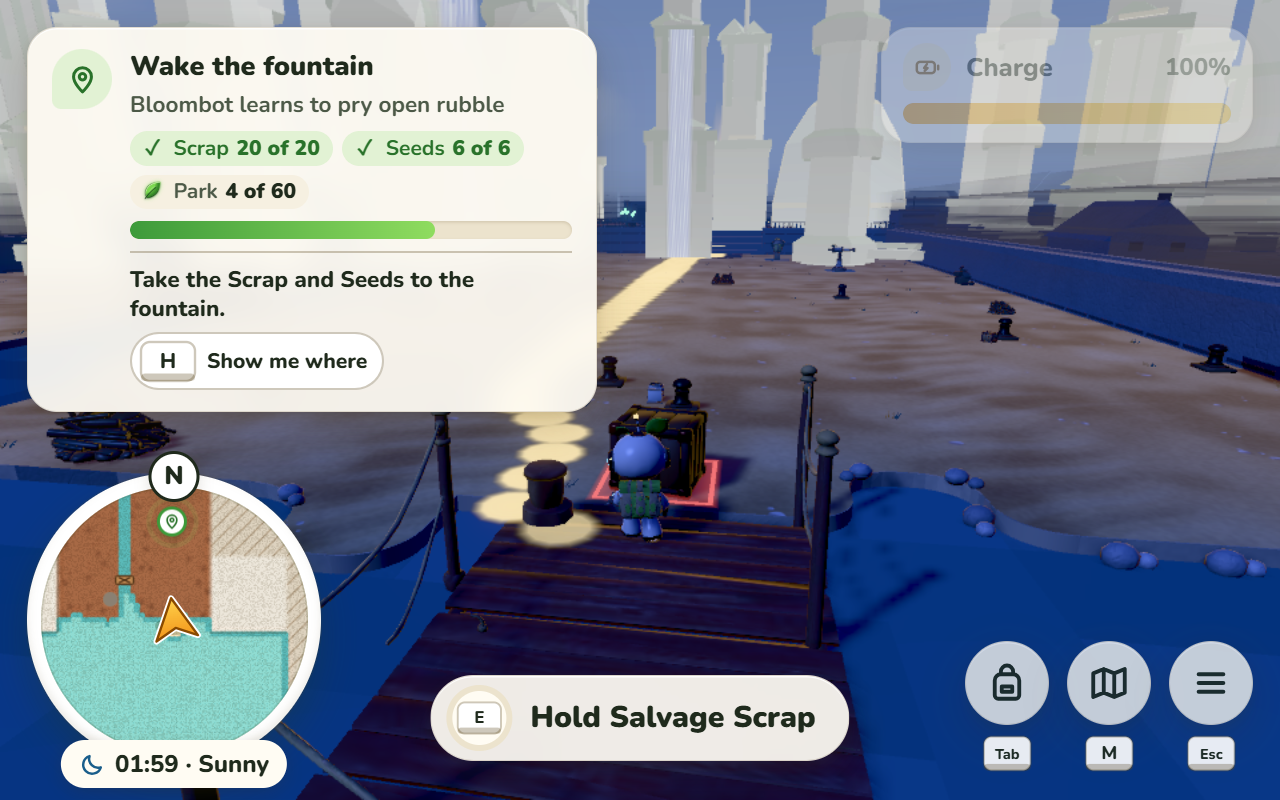 Wake the fountain
Bloombot learns to pry open rubble
Scrap 20 of 20
Seeds 6 of 6
Park 4 of 60
Take the Scrap and Seeds to the
fountain.
H Show me where
Charge 100%
N
01:59 · Sunny
E Hold Salvage Scrap
Tab
M
Esc